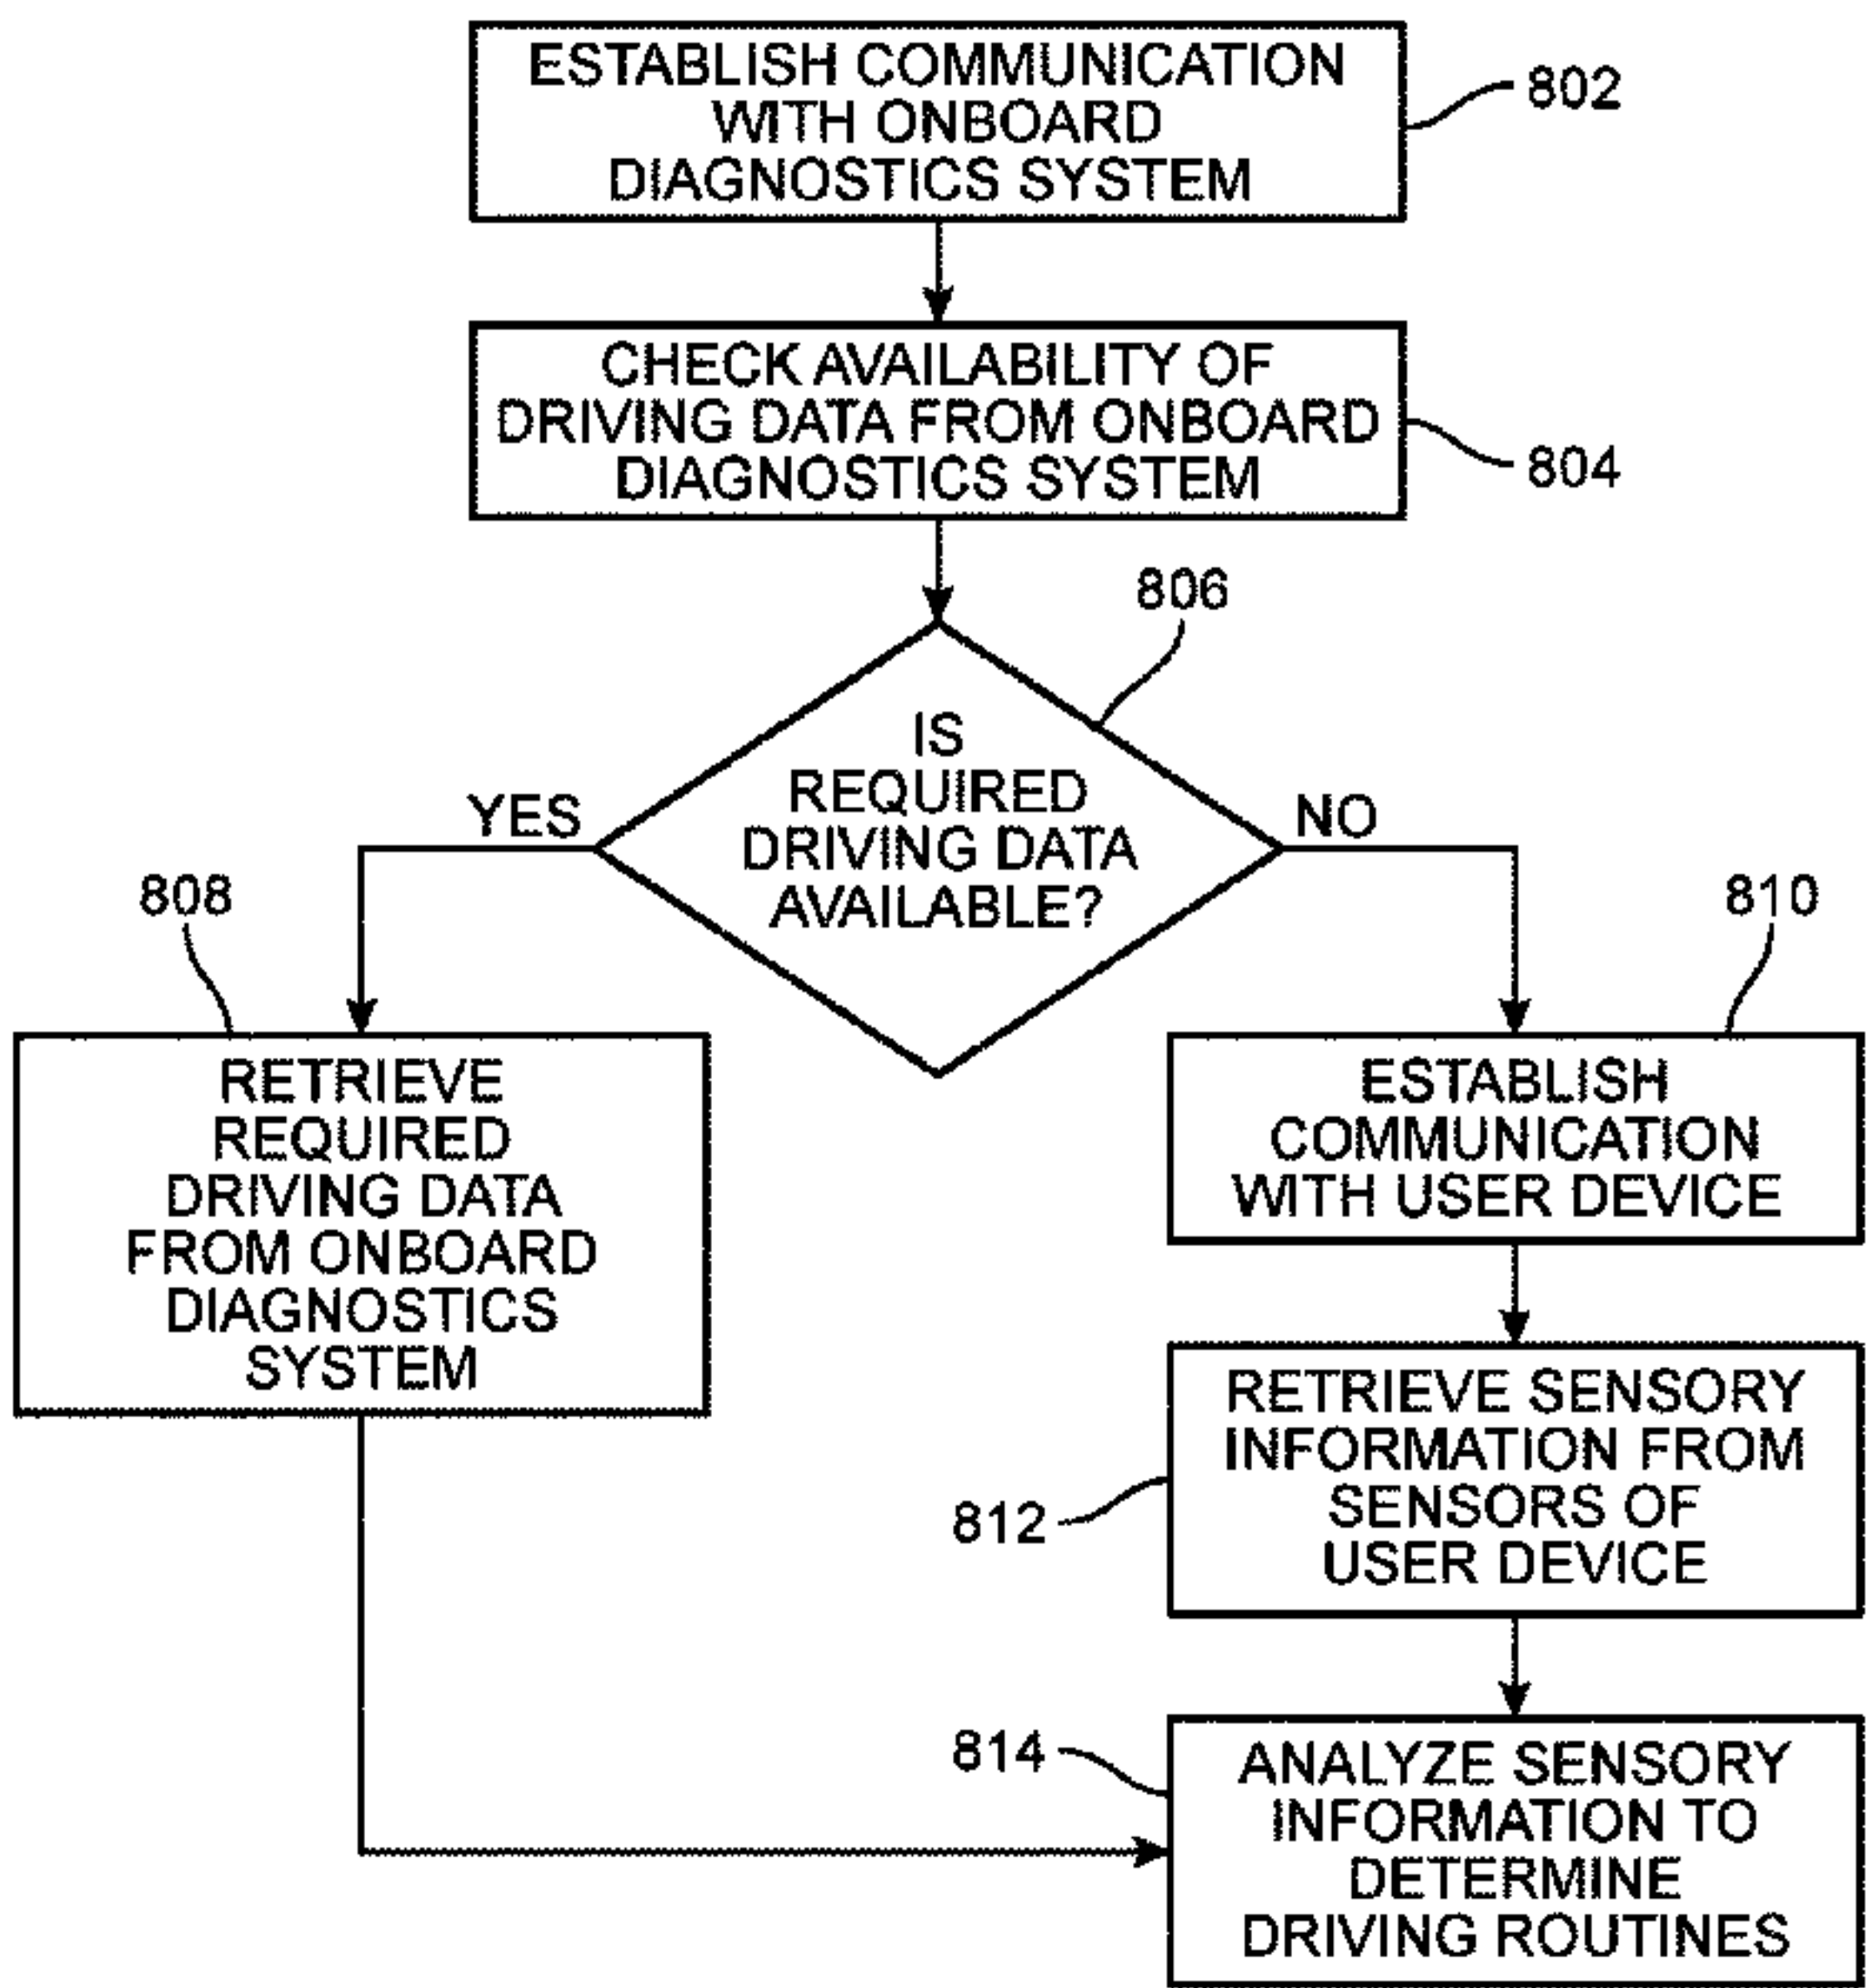 ESTABLISH COMMUNICATION
WITH ONBOARD
DIAGNOSTICS SYSTEM
802
CHECK AVAILABILITY OF
DRIVING DATA FROM ONBOARD
DIAGNOSTICS SYSTEM
804
806
IS
REQUIRED
DRIVING DATA
AVAILABLE?
YES
NO
808
RETRIEVE
REQUIRED
DRIVING DATA
FROM ONBOARD
DIAGNOSTICS
SYSTEM
810
ESTABLISH
COMMUNICATION
WITH USER DEVICE
RETRIEVE SENSORY
INFORMATION FROM
SENSORS OF
USER DEVICE
812
814
ANALYZE SENSORY
INFORMATION TO
DETERMINE
DRIVING ROUTINES